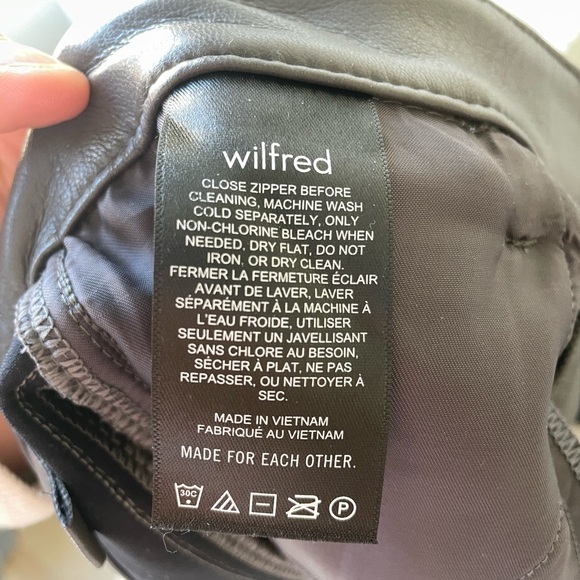 wilfred
CLOSE ZIPPER BEFORE
CLEANING, MACHINE WASH
COLD SEPARATELY, ONLY
NON-CHLORINE BLEACH WHEN
NEEDED. DRY FLAT, DO NOT
IRON. OR DRY CLEAN.
FERMER LA FERMETURE ÉCLAIR
AVANT DE LAVER, LAVER
SÉPARÉMENT À LA MACHINE À
L'EAU FROIDE, UTILISER
SEULEMENT UN JAVELLISANT
SANS CHLORE AU BESOIN,
SÉCHER À PLAT, NE PAS
REPASSER, OU NETTOYER À
SEC.
MADE IN VIETNAM
FABRIQUÉ AU VIETNAM
MADE FOR EACH OTHER.
30C P